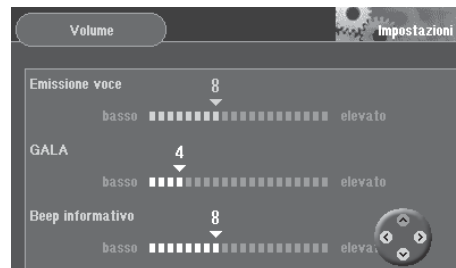 Volume
Impostazioni
Emissione voce 8
basso elevato
GALA 4
basso elevato
Beep informativo 8
basso